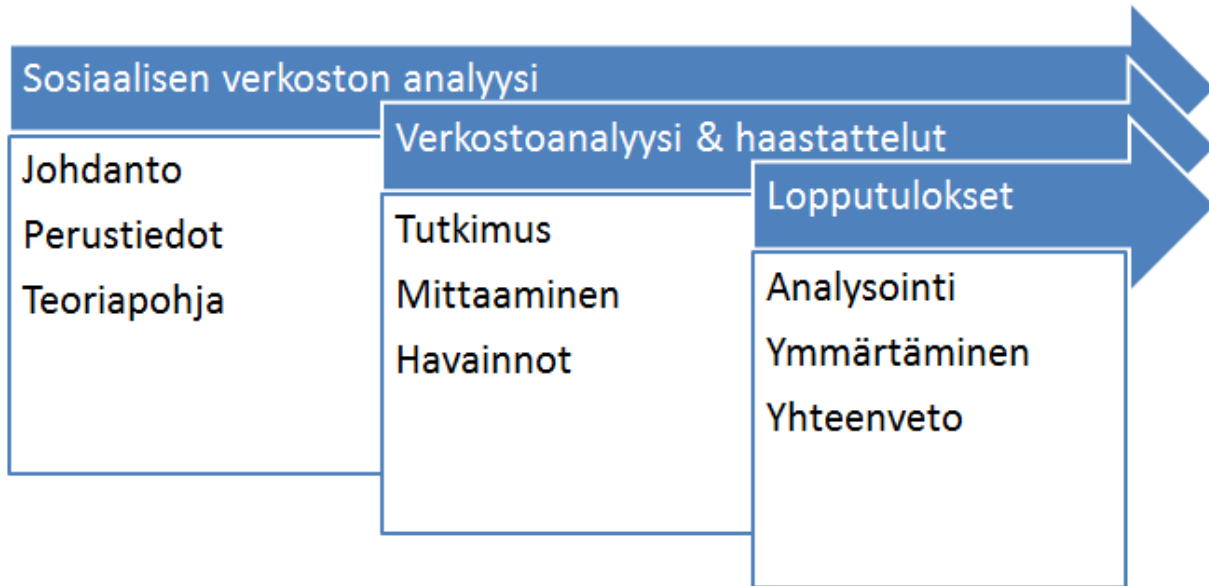 Sosiaalisen verkoston analyysi
Johdanto
Perustiedot
Teoriapohja
Verkostoanalyysi & haastattelut
Tutkimus
Mittaaminen
Havainnot
Lopputulokset
Analysointi
Ymmärtäminen
Yhteenveto